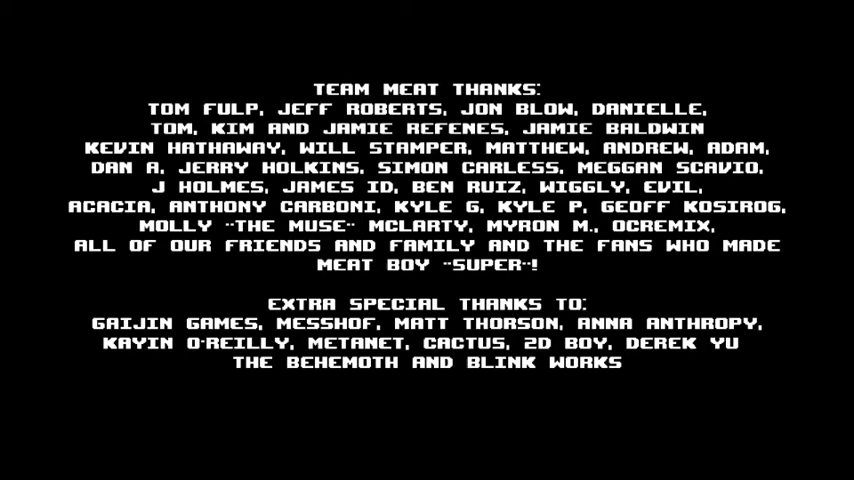 TEAM MEAT THANKS:
TOM FULP, JEFF ROBERTS, JON BLOW, DANIELLE,
TOM, KIM AND JAMIE REFENES, JAMIE BALDWIN
KEVIN HATHAWAY, WILL STAMPER, MATTHEW, ANDREW, ADAM,
DAN A, JERRY HOLKINS, SIMON CARLESS, MEGGAN SCAVIO,
J HOLMES, JAMES ID, BEN RUIZ, WIGGLY, EVIL,
ACACIA, ANTHONY CARBONI, KYLE G, KYLE P, GEOFF KOSIROG,
MOLLY "THE MUSE" MCLARTY, MYRON M., OCREMIX,
ALL OF OUR FRIENDS AND FAMILY AND THE FANS WHO MADE
MEAT BOY "SUPER"!
EXTRA SPECIAL THANKS TO:
GAIJIN GAMES, MESSHOF, MATT THORSON, ANNA ANTHROPY,
KAYIN O'REILLY, METANET, CACTUS, 2D BOY, DEREK YU
THE BEHEMOTH AND BLINK WORKS